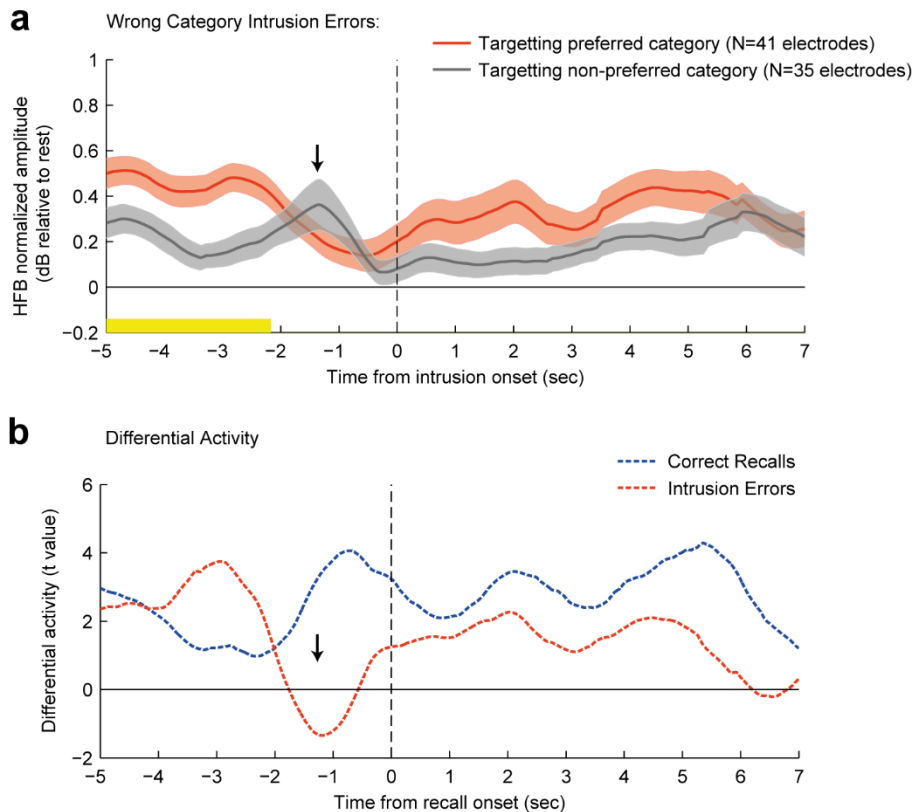 a
Wrong Category Intrusion Errors:
Targetting preferred category (N=41 electrodes)
Targetting non-preferred category (N=35 electrodes)
HFB normalized amplitude
(dB relative to rest)
1
0.8
0.6
0.4
0.2
0
−0.2
−5 −4 −3 −2 −1 0 1 2 3 4 5 6 7
Time from intrusion onset (sec)
b
Differential Activity
Correct Recalls
Intrusion Errors
Differential activity (t value)
6
4
2
0
−2
−5 −4 −3 −2 −1 0 1 2 3 4 5 6 7
Time from recall onset (sec)